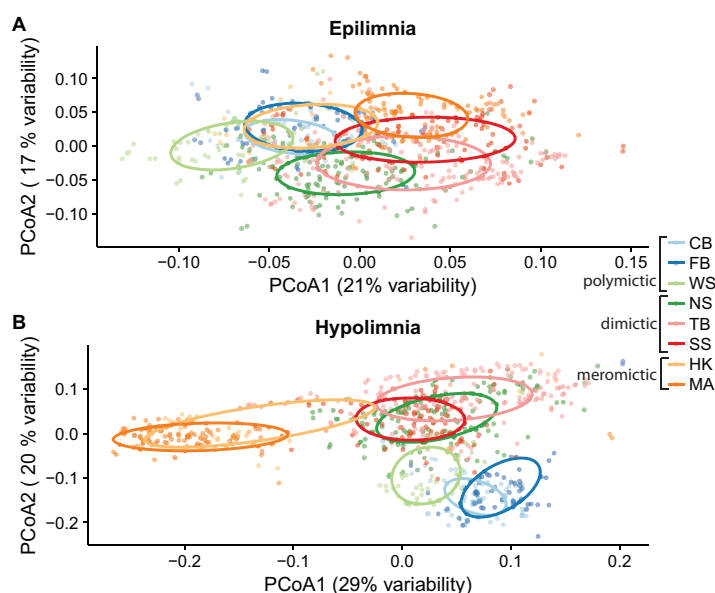 A
Epilimnia
PCoA2 ( 17 % variability)
0.10
0.05
0.00
−0.05
−0.10
−0.10
−0.05
0.00
0.05
0.10
0.15
PCoA1 (21% variability)
CB
FB
WS
NS
TB
SS
HK
MA
polymictic
dimictic
meromictic
B
Hypolimnia
PCoA2 ( 20 % variability)
0.1
0.0
−0.1
−0.2
−0.2
−0.1
0.0
0.1
0.2
PCoA1 (29% variability)